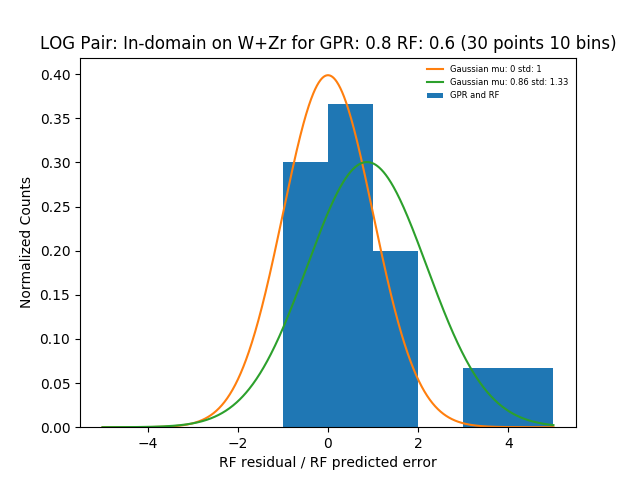 LOG Pair: In-domain on W+Zr for GPR: 0.8 RF: 0.6 (30 points 10 bins)
Gaussian mu: 0 std: 1
Gaussian mu: 0.86 std: 1.33
GPR and RF
Normalized Counts
0.40
0.35
0.30
0.25
0.20
0.15
0.10
0.05
0.00
−4 −2 0 2 4
RF residual / RF predicted error